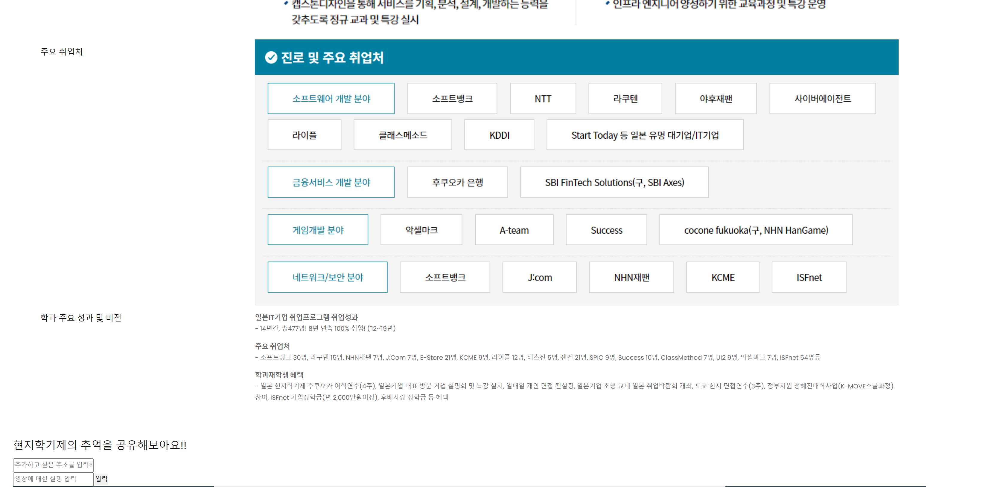 캡스톤디자인을 통해 서비스를 기획, 분석, 설계, 개발하는 능력을
갖추도록 정규 교과 및 특강 실시
인프라 엔지니어 양성하기 위한 교육과정 및 특강 운영
주요 취업처
진로 및 주요 취업처
소프트웨어 개발 분야 소프트뱅크 NTT 라쿠텐 야후재팬 사이버에이전트
라이플 클래스메소드 KDDI Start Today 등 일본 유명 대기업/IT기업
금융서비스 개발 분야 후쿠오카 은행 SBI FinTech Solutions(구, SBI Axes)
게임개발 분야 악셀마크 A-team Success cocone fukuoka(구, NHN HanGame)
네트워크/보안 분야 소프트뱅크 J:com NHN재팬 KCME ISFnet
학과 주요 성과 및 비전
일본IT기업 취업프로그램 취업성과
- 14년간, 총477명! 8년 연속 100% 취업! ('12~'19년)
주요 취업처
- 소프트뱅크 30명, 라쿠텐 15명, NHN재팬 7명, J:Com 7명, E-Store 21명, KCME 9명, 라이플 12명, 테츠진 5명, 젠켄 21명, SPIC 9명, Success 10명, ClassMethod 7명, UI2 9명, 악셀마크 7명, ISFnet 54명등
학과재학생 혜택
- 일본 현지학기제 후쿠오카 어학연수(4주), 일본기업 대표 방문 기업 설명회 및 특강 실시, 일대일 개인 면접 컨설팅, 일본기업 초청 교내 일본 취업박람회 개최, 도쿄 현지 면접연수(3주), 정부지원 청해진대학사업(K-MOVE스쿨과정)
참여, ISFnet 기업장학금(년 2,000만원이상), 후배사랑 장학금 등 혜택
현지학기제의 추억을 공유해보아요!!
추가하고 싶은 주소를 입력
영상에 대한 설명 입력 입력